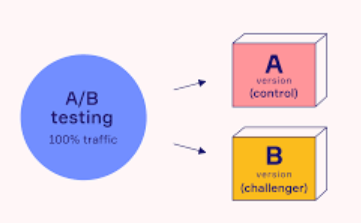 A/B
testing
100% traffic
A
version
(control)
B
version
(challenger)